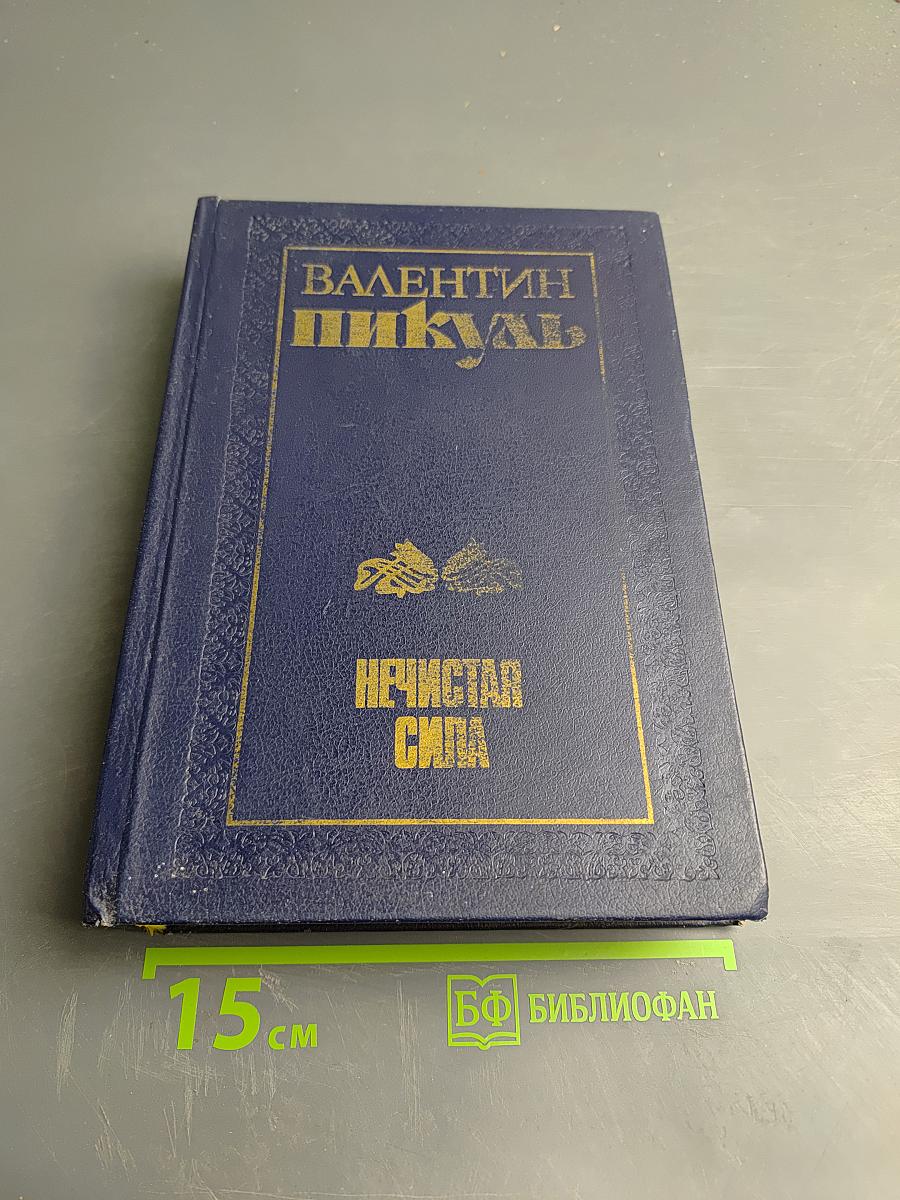 ВАЛЕНТИН
ПИКУЛЬ
НЕЧИСТАЯ
СИЛА
15 см
БФ БИБЛИОФАН